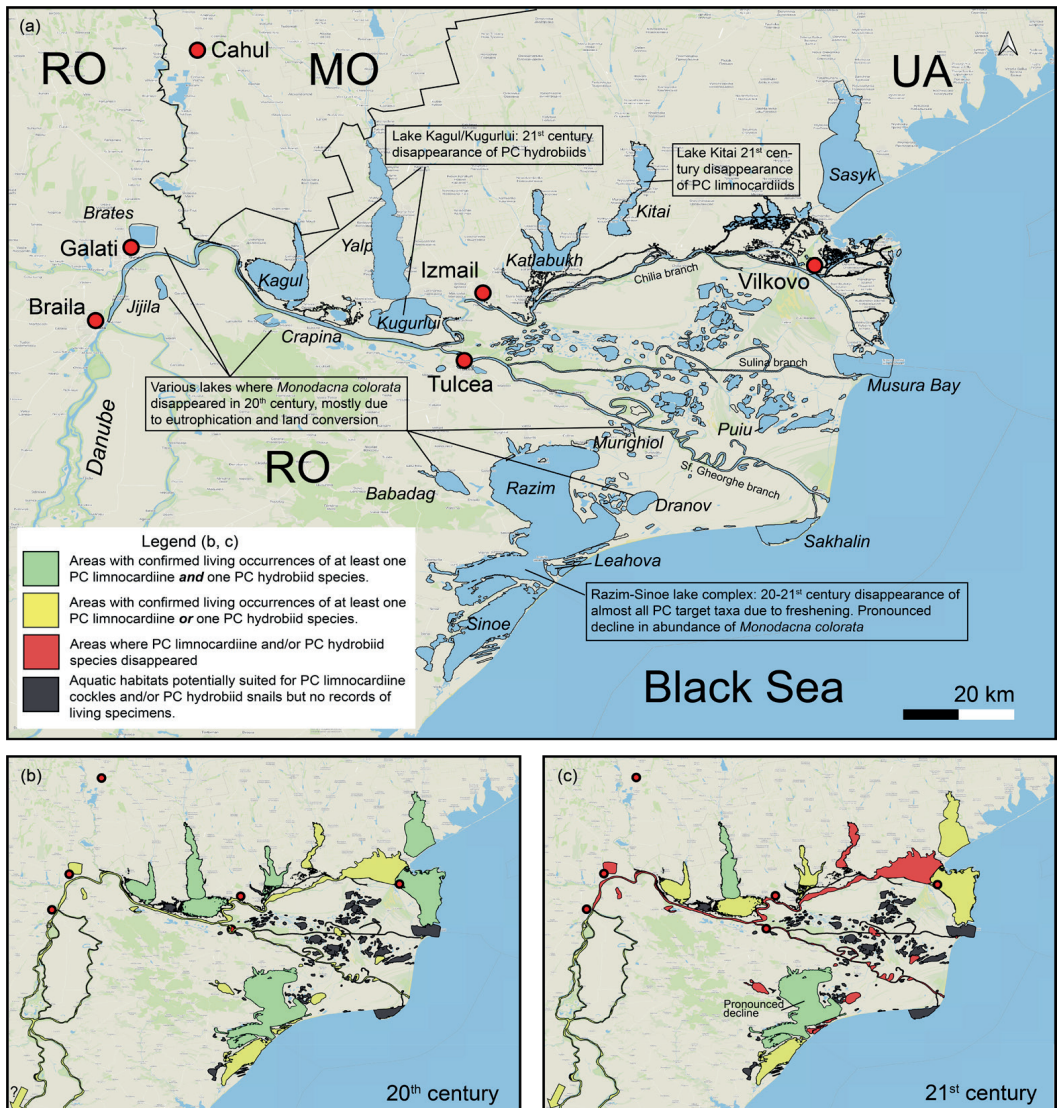 (a)
Cahul
RO
MO
UA
Lake Kagul/Kugurlui: 21st century
disappearance of PC hydrobiids
Lake Kitai 21st cen-
tury disappearance
of PC limnocardiids
Sasyk
Brates
Kitai
Galati
Yalp
Izmail
Katlabukh
Kagul
Chilia branch
Vilkovo
Jijila
Braila
Kugurlui
Crapina
Sulina branch
Tulcea
Musura Bay
Various lakes where Monodacna colorata
disappeared in 20th century, mostly due
to eutrophication and land conversion
Danube
Murighiol
Puiu
RO
Sf. Gheorghe branch
Babadag
Razim
Dranov
Sakhalin
Leahova
Legend (b, c)
Areas with confirmed living occurrences of at least one
PC limnocardiine and one PC hydrobiid species.
Areas with confirmed living occurrences of at least one
PC limnocardiine or one PC hydrobiid species.
Areas where PC limnocardiine and/or PC hydrobiid
species disappeared
Aquatic habitats potentially suited for PC limnocardiine
cockles and/or PC hydrobiid snails but no records of
living specimens.
Razim-Sinoe lake complex: 20-21st century disappearance of
almost all PC target taxa due to freshening. Pronounced
decline in abundance of Monodacna colorata
Sinoe
Black Sea
20 km
(b)
?
20th century
(c)
Pronounced
decline
21st century